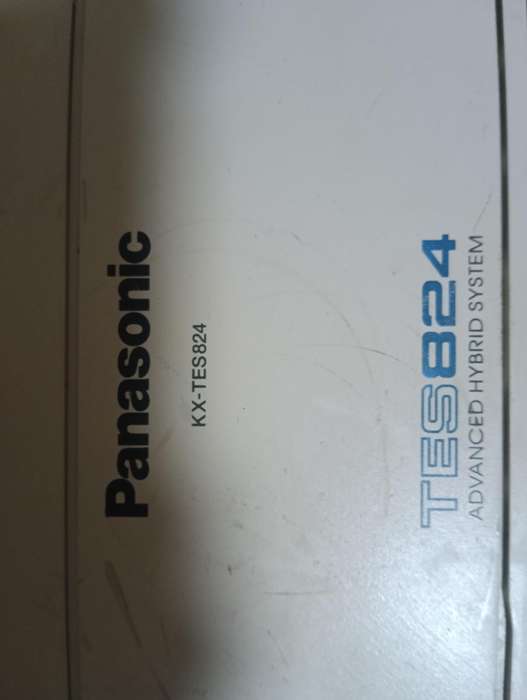 Panasonic
KX-TES824
TES824
ADVANCED HYBRID SYSTEM